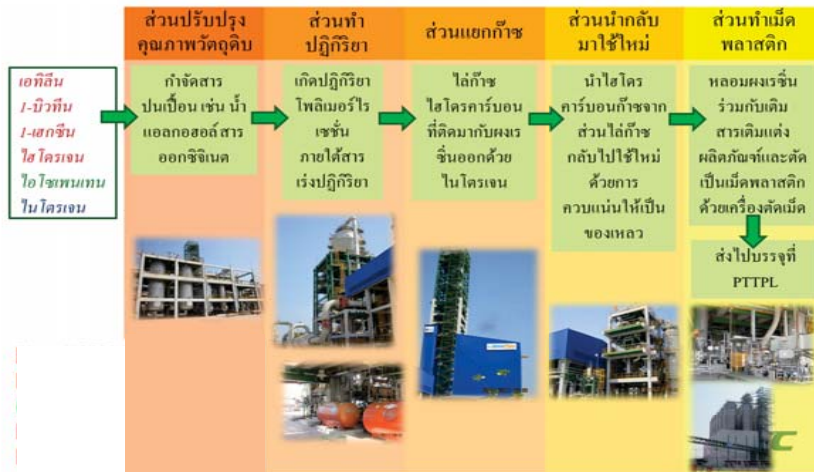 ส่วนปรับปรุง
คุณภาพวัตถุดิบ
ส่วนทำ
ปฏิกิริยา
ส่วนแยกก๊าซ
ส่วนนำกลับ
มาใช้ใหม่
ส่วนทำเม็ด
พลาสติก
เอทิลีน
1-บิวทีน
1-เฮกซีน
ไฮโดรเจน
ไอโซเพนเทน
ไนโตรเจน
กำจัดสาร
ปนเปื้อน เช่น น้ำ
แอลกอฮอล์ สาร
ออกซิจิเนต
เกิดปฏิกิริยา
โพลิเมอร์ไร
เซชั่น
ภายใต้สาร
เร่งปฏิกิริยา
ไล่ก๊าซ
ไฮโดรคาร์บอน
ที่ติดมากับผงเร
ซิ่นออกด้วย
ไนโตรเจน
นำไฮโดร
คาร์บอนก๊าซจาก
ส่วนไล่ก๊าซ
กลับไปใช้ใหม่
ด้วยการ
ควบแน่นให้เป็น
ของเหลว
หลอมผงเรซิ่น
ร่วมกับเติม
สารเติมแต่ง
ผลิตภัณฑ์และตัด
เป็นเม็ดพลาสติก
ด้วยเครื่องตัดเม็ด
ส่งไปบรรจุที่
PTTPL